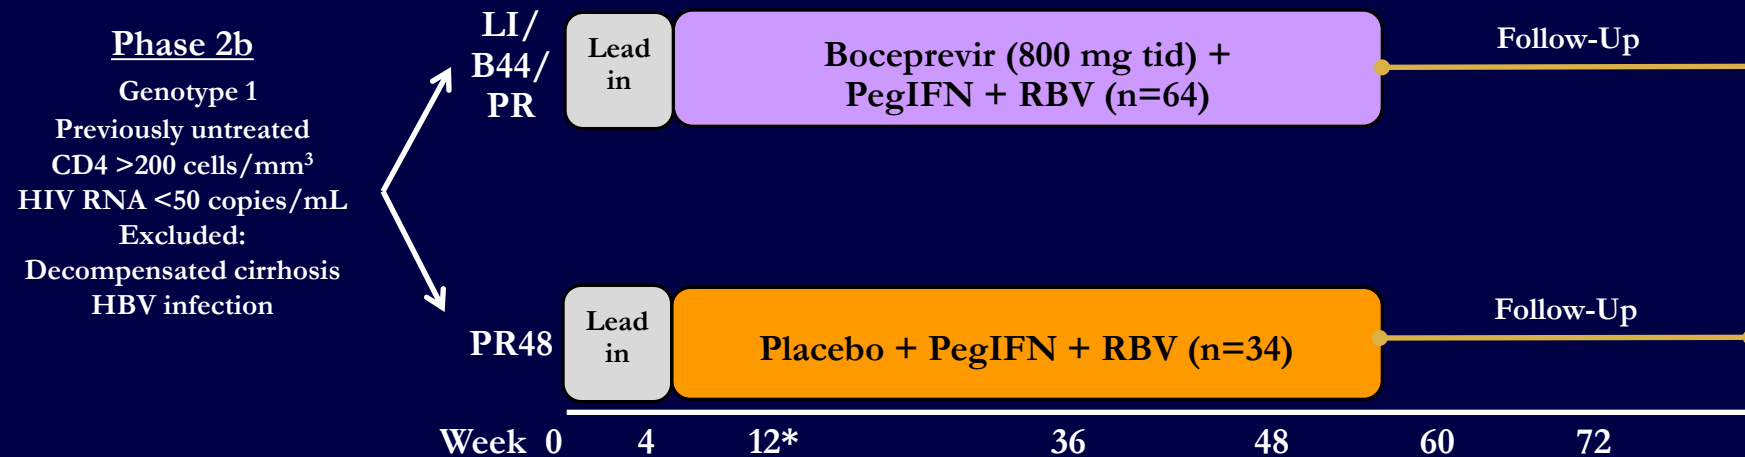 Phase 2b
Genotype 1
Previously untreated
CD4 >200 cells/mm³
HIV RNA <50 copies/mL
Excluded:
Decompensated cirrhosis
HBV infection
LI/
B44/
PR
Lead
in
Boceprevir (800 mg tid) +
PegIFN + RBV (n=64)
Follow-Up
PR48
Lead
in
Placebo + PegIFN + RBV (n=34)
Follow-Up
Week 0 4 12* 36 48 60 72